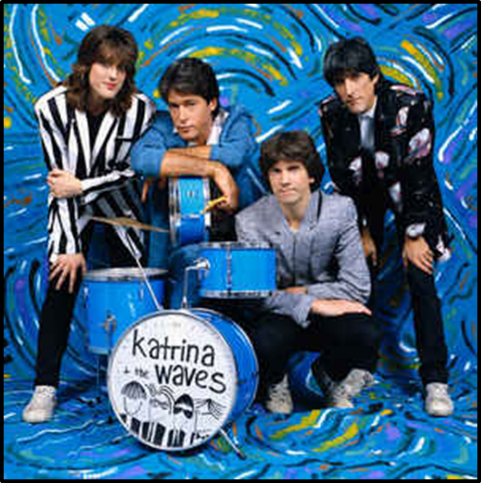 Katrina
+ the WAVES